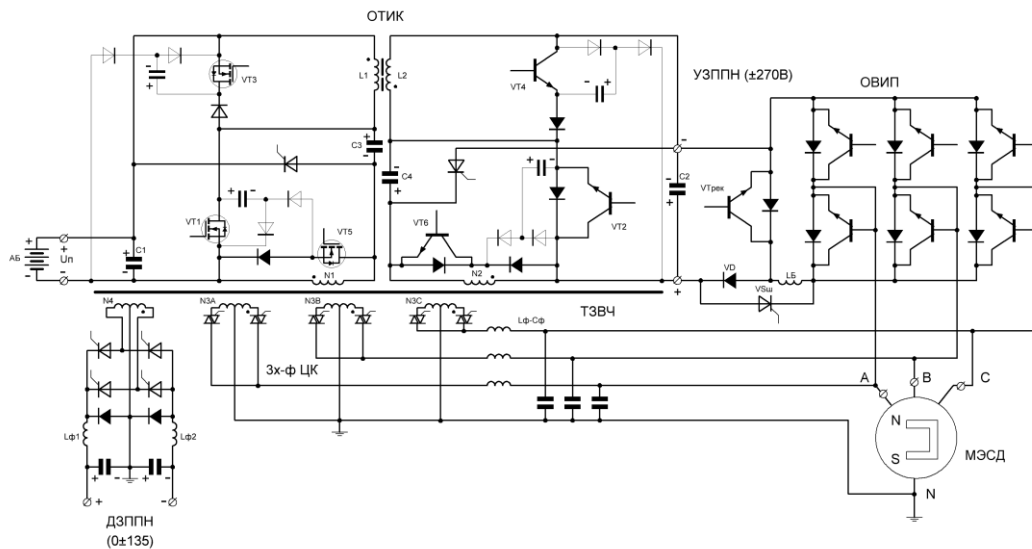 ОТИК
УЗППН (±270В)
ОВИП
VT3
L1
L2
VT4
C3
C4
C2
VTрек
VT1
VT5
VT6
VT2
АБ
Uп
C1
N1
N2
VD
LБ
VSш
ТЗВЧ
N4
N3A
N3B
N3C
Lф-Cф
3х-ф ЦК
A
B
C
N
S
МЭСД
N
Lф1
Lф2
ДЗППН
(0±135)